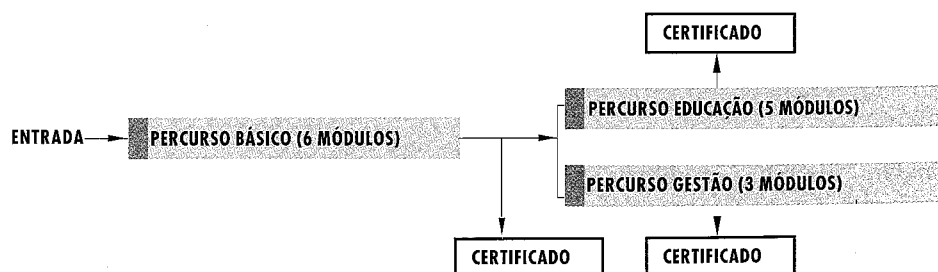 CERTIFICADO
PERCURSO EDUCAÇÃO (5 MÓDULOS)
ENTRADA
PERCURSO BÁSICO (6 MÓDULOS)
PERCURSO GESTÃO (3 MÓDULOS)
CERTIFICADO
CERTIFICADO